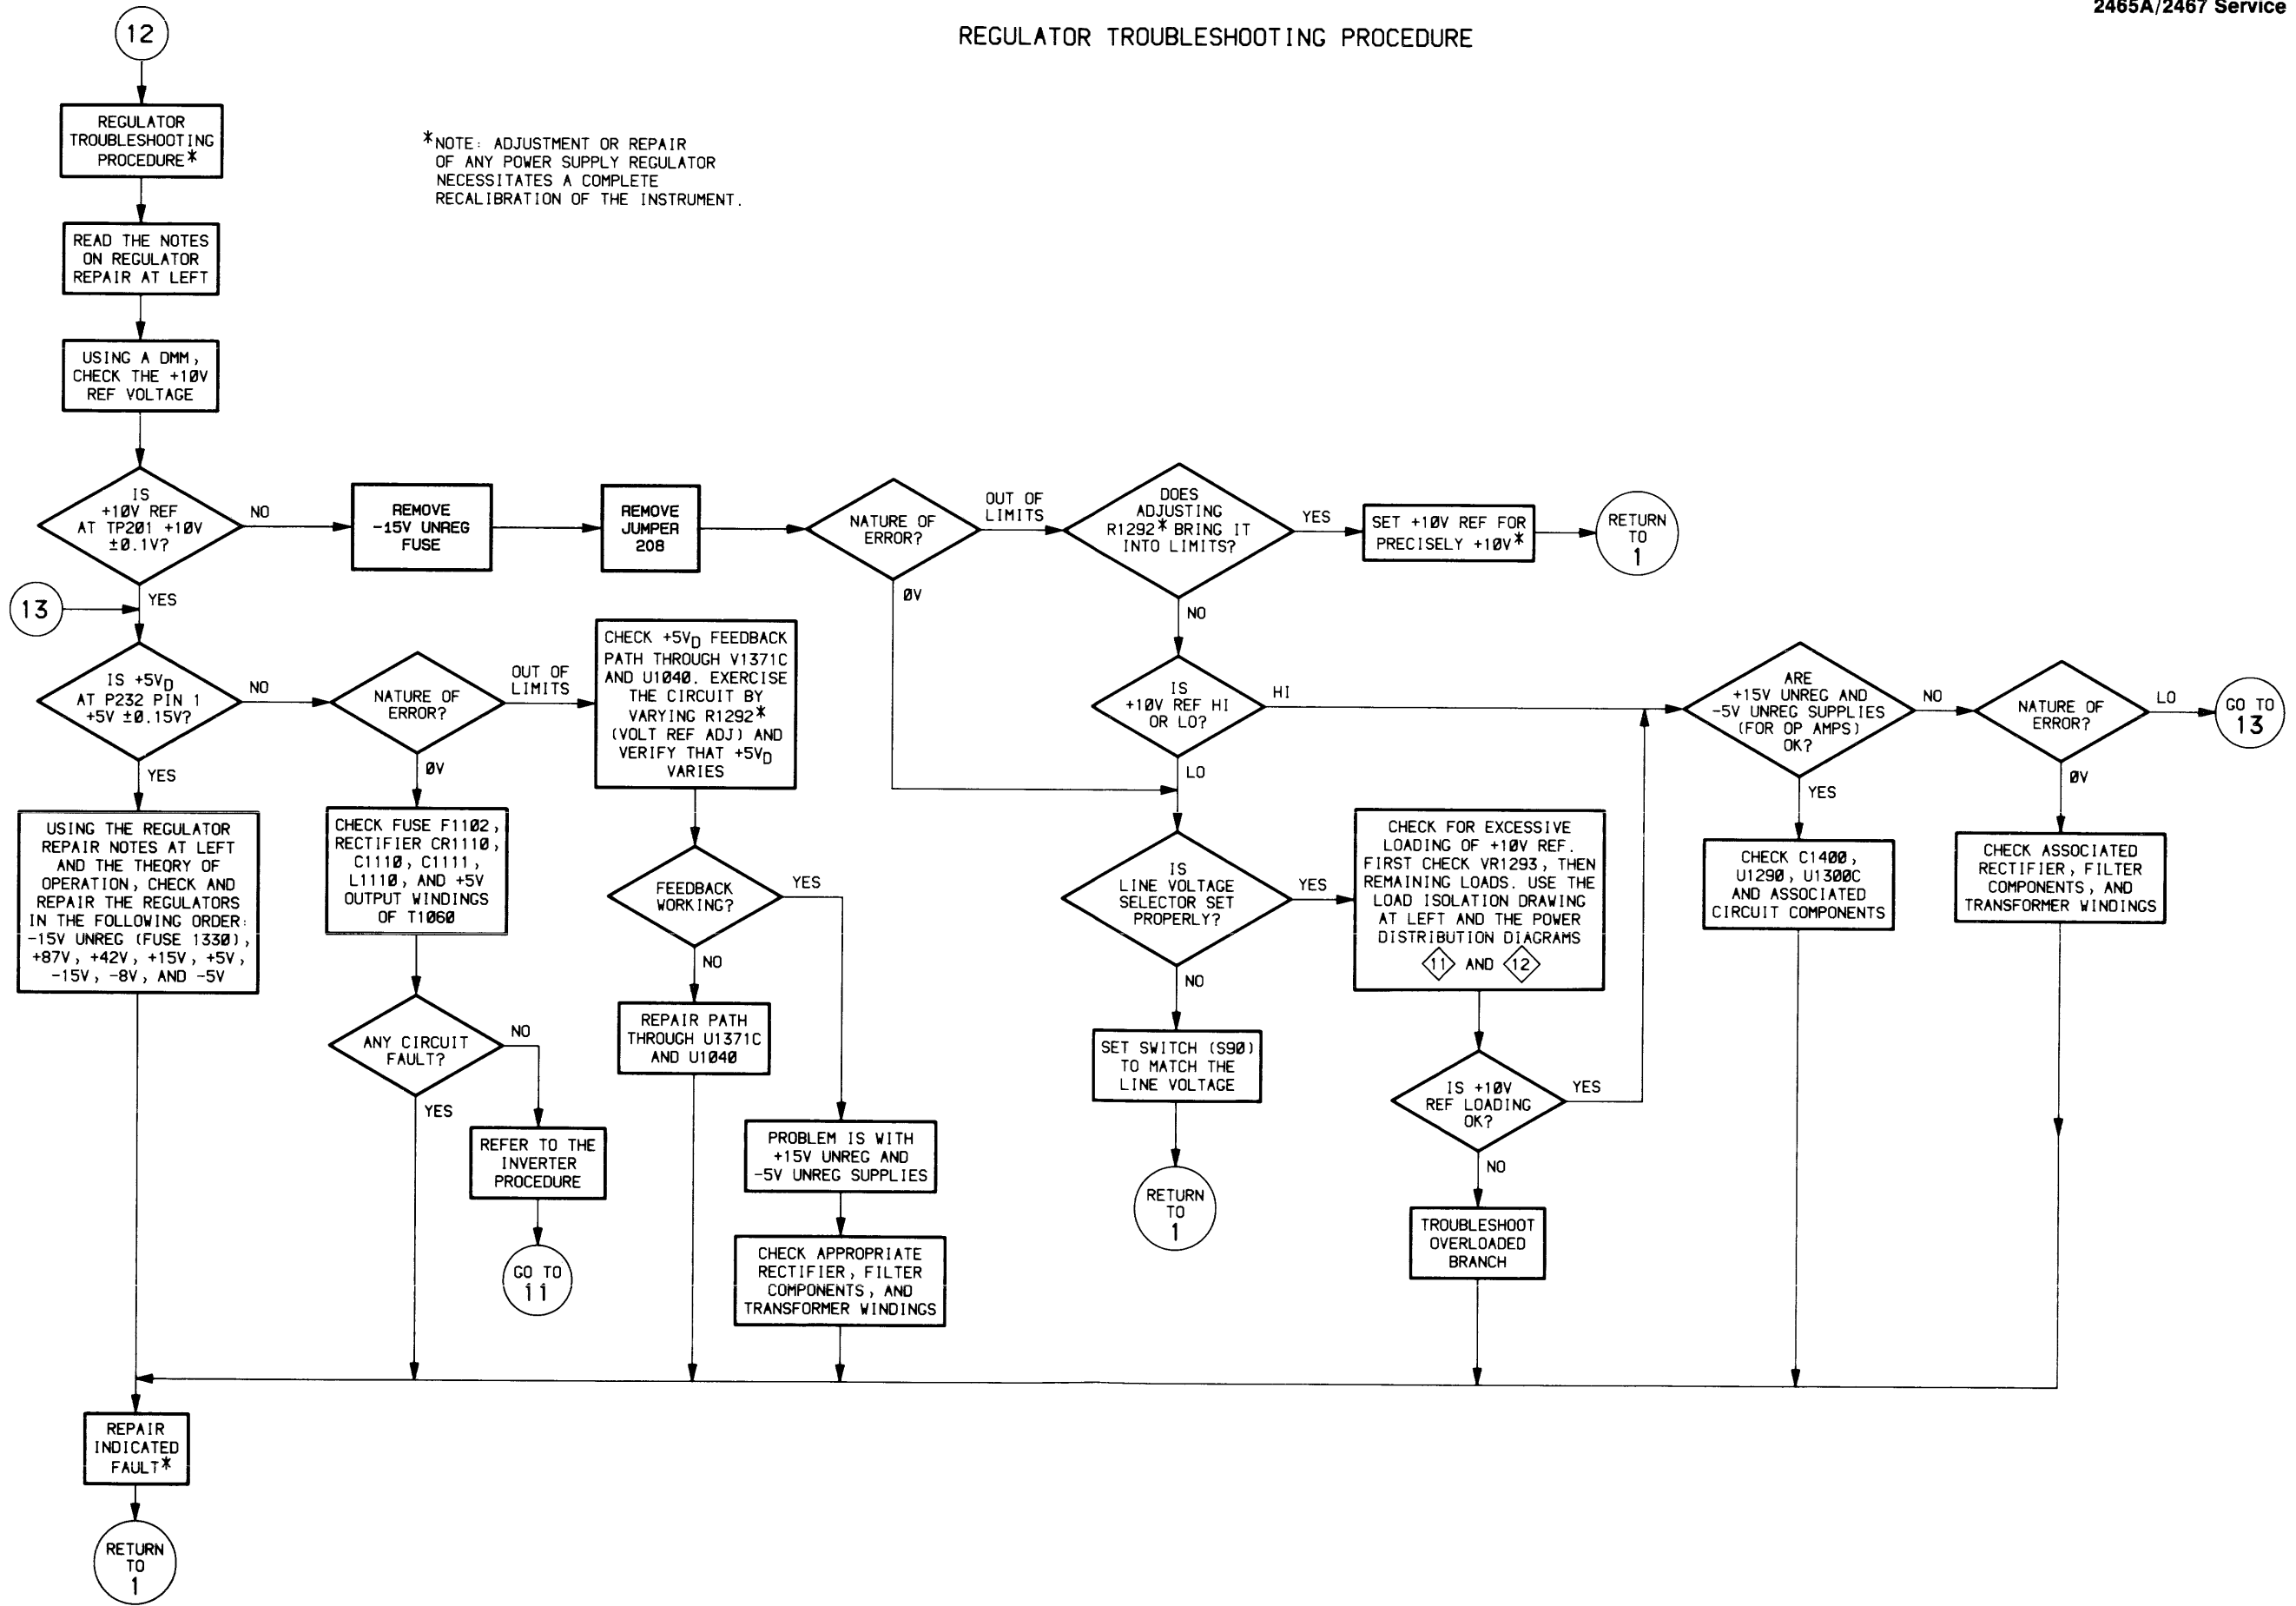 2465A/2467 Service
REGULATOR TROUBLESHOOTING PROCEDURE
12
REGULATOR
TROUBLESHOOTING
PROCEDURE*
*NOTE: ADJUSTMENT OR REPAIR
OF ANY POWER SUPPLY REGULATOR
NECESSITATES A COMPLETE
RECALIBRATION OF THE INSTRUMENT.
READ THE NOTES
ON REGULATOR
REPAIR AT LEFT
USING A DMM,
CHECK THE +10V
REF VOLTAGE
IS
+10V REF
AT TP201 +10V
±0.1V?
NO
REMOVE
-15V UNREG
FUSE
REMOVE
JUMPER
208
NATURE OF
ERROR?
OUT OF
LIMITS
0V
DOES
ADJUSTING
R1292* BRING IT
INTO LIMITS?
YES
SET +10V REF FOR
PRECISELY +10V*
RETURN
TO
1
NO
YES
13
IS +5VD
AT P232 PIN 1
+5V ±0.15V?
NO
NATURE OF
ERROR?
OUT OF
LIMITS
0V
CHECK +5VD FEEDBACK
PATH THROUGH V1371C
AND U1040. EXERCISE
THE CIRCUIT BY
VARYING R1292*
(VOLT REF ADJ) AND
VERIFY THAT +5VD
VARIES
IS
+10V REF HI
OR LO?
HI
LO
ARE
+15V UNREG AND
-5V UNREG SUPPLIES
(FOR OP AMPS)
OK?
NO
NATURE OF
ERROR?
LO
GO TO
13
0V
YES
YES
USING THE REGULATOR
REPAIR NOTES AT LEFT
AND THE THEORY OF
OPERATION, CHECK AND
REPAIR THE REGULATORS
IN THE FOLLOWING ORDER:
-15V UNREG (FUSE 1330),
+87V, +42V, +15V, +5V,
-15V, -8V, AND -5V
CHECK FUSE F1102,
RECTIFIER CR1110,
C1110, C1111,
L1110, AND +5V
OUTPUT WINDINGS
OF T1060
FEEDBACK
WORKING?
YES
NO
IS
LINE VOLTAGE
SELECTOR SET
PROPERLY?
YES
NO
CHECK FOR EXCESSIVE
LOADING OF +10V REF.
FIRST CHECK VR1293, THEN
REMAINING LOADS. USE THE
LOAD ISOLATION DRAWING
AT LEFT AND THE POWER
DISTRIBUTION DIAGRAMS
11 AND 12
CHECK C1400,
U1290, U1300C
AND ASSOCIATED
CIRCUIT COMPONENTS
CHECK ASSOCIATED
RECTIFIER, FILTER
COMPONENTS, AND
TRANSFORMER WINDINGS
ANY CIRCUIT
FAULT?
NO
YES
REPAIR PATH
THROUGH U1371C
AND U1040
SET SWITCH (S90)
TO MATCH THE
LINE VOLTAGE
IS +10V
REF LOADING
OK?
YES
NO
REFER TO THE
INVERTER
PROCEDURE
PROBLEM IS WITH
+15V UNREG AND
-5V UNREG SUPPLIES
RETURN
TO
1
TROUBLESHOOT
OVERLOADED
BRANCH
GO TO
11
CHECK APPROPRIATE
RECTIFIER, FILTER
COMPONENTS, AND
TRANSFORMER WINDINGS
REPAIR
INDICATED
FAULT*
RETURN
TO
1